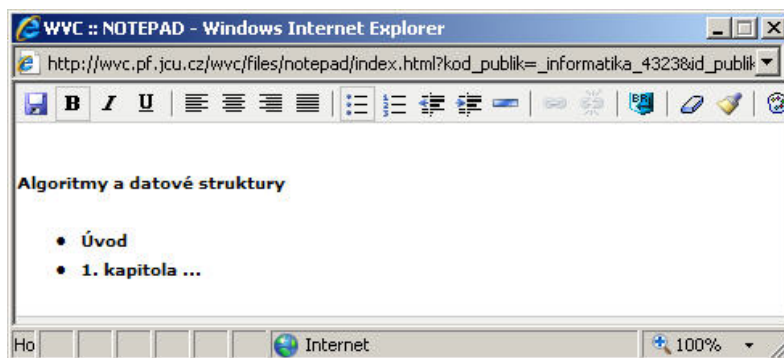 WVC :: NOTEPAD - Windows Internet Explorer
http://wvc.pf.jcu.cz/wvc/files/notepad/index.html?kod_publik=_informatika_4323&id_publik
B I U BR
Algoritmy a datové struktury
• Úvod
• 1. kapitola ...
Ho Internet 100%